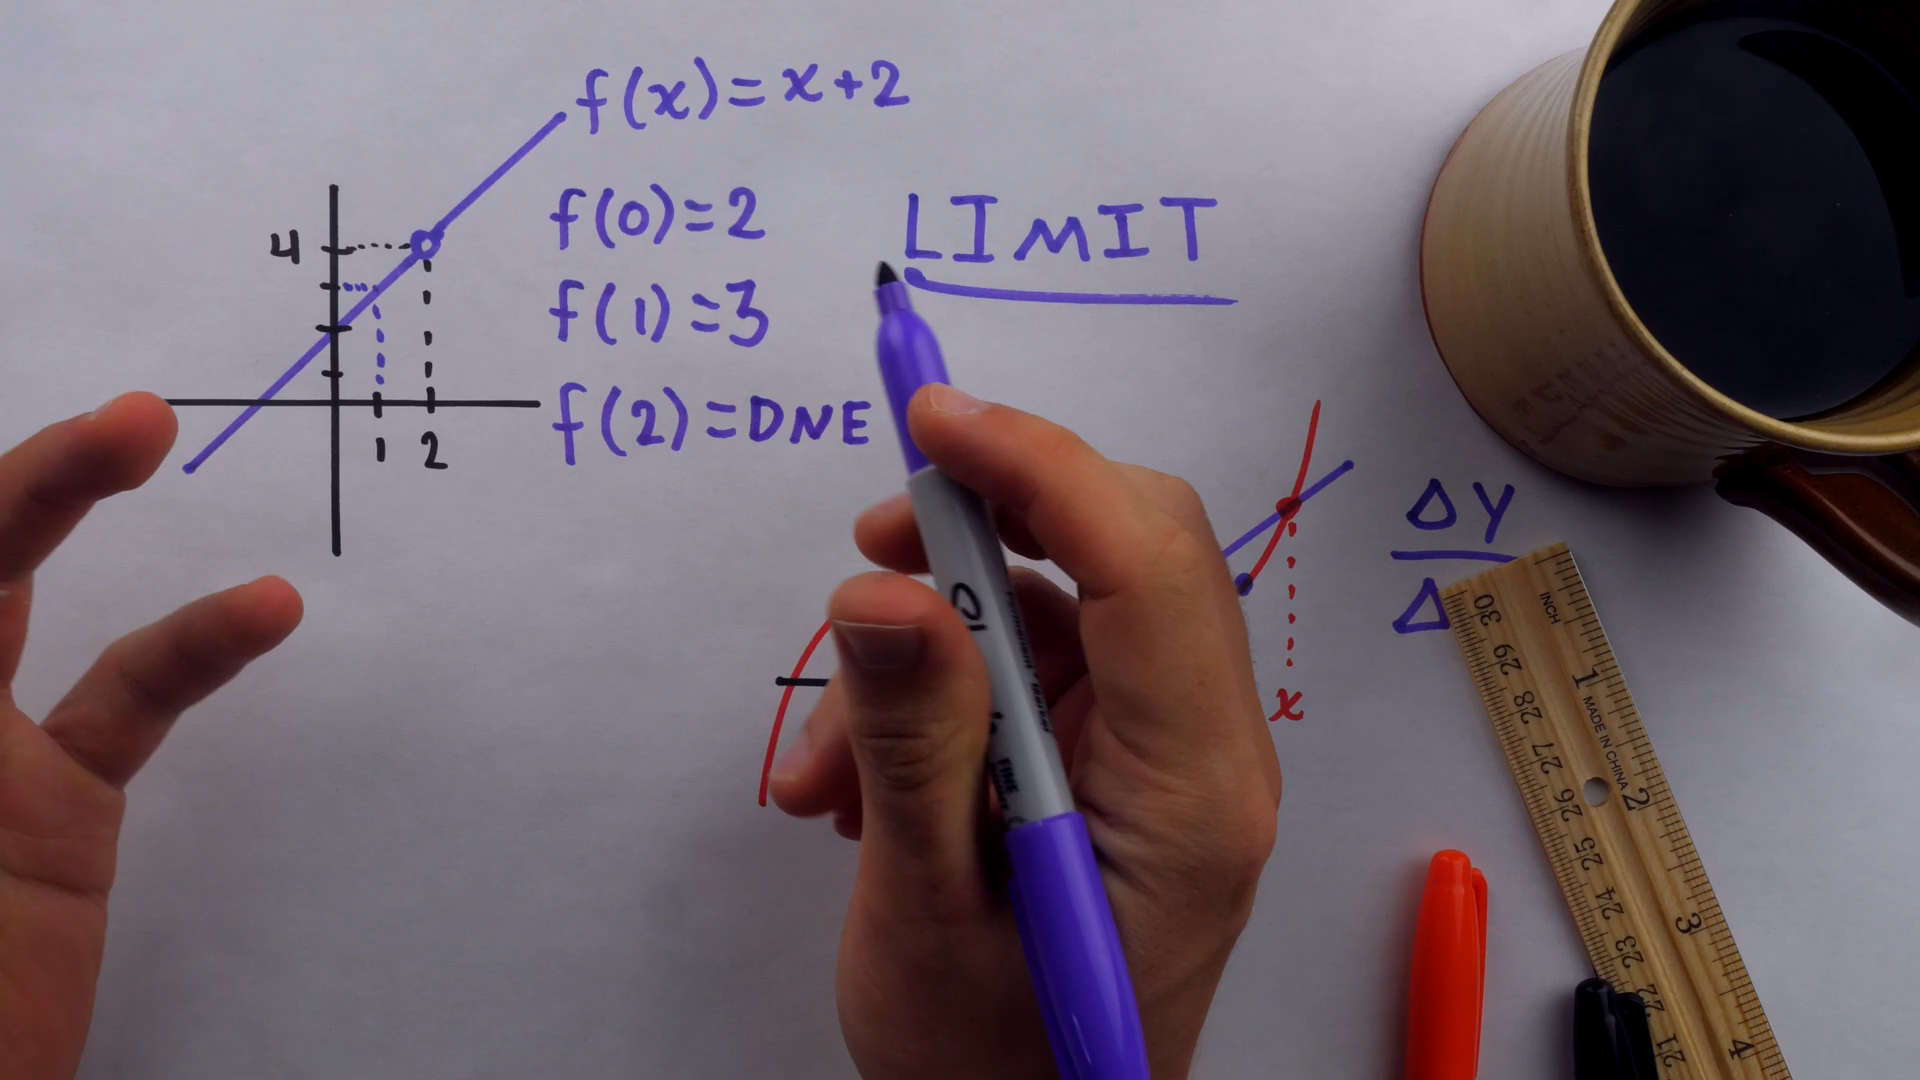 f(x)=x+2
4
f(0)=2
LIMIT
f(1)=3
f(2)=DNE
1 2
ΔY
Δ
x
FINE
INCH
MADE IN CHINA
1
2
3
4
30
29
28
27
26
25
24
23
22
21